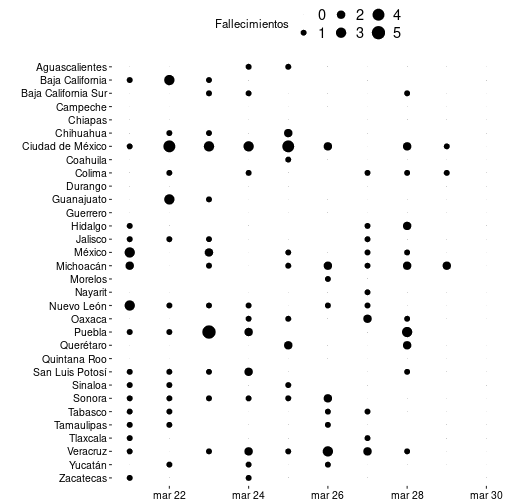 Fallecimientos
0 2 4
1 3 5
Aguascalientes
Baja California
Baja California Sur
Campeche
Chiapas
Chihuahua
Ciudad de México
Coahuila
Colima
Durango
Guanajuato
Guerrero
Hidalgo
Jalisco
México
Michoacán
Morelos
Nayarit
Nuevo León
Oaxaca
Puebla
Querétaro
Quintana Roo
San Luis Potosí
Sinaloa
Sonora
Tabasco
Tamaulipas
Tlaxcala
Veracruz
Yucatán
Zacatecas
mar 22 mar 24 mar 26 mar 28 mar 30